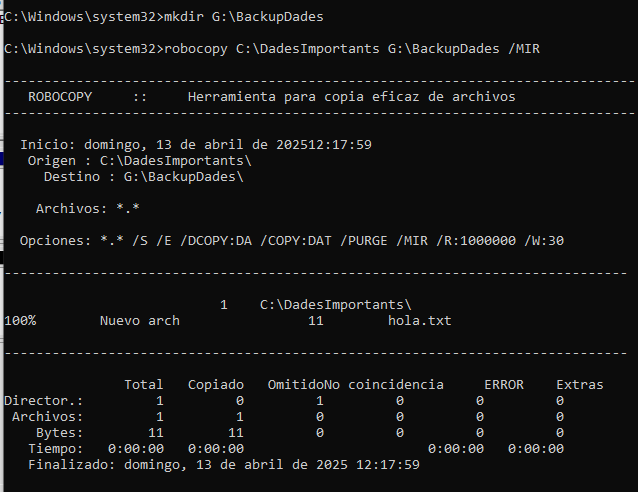 C:\Windows\system32>mkdir G:\BackupDades
C:\Windows\system32>robocopy C:\DadesImportants G:\BackupDades /MIR
-------------------------------------------------------------------------------
ROBOCOPY     ::     Herramienta para copia eficaz de archivos
-------------------------------------------------------------------------------
Inicio: domingo, 13 de abril de 202512:17:59
Origen : C:\DadesImportants\
Destino : G:\BackupDades\
Archivos: *.*
Opciones: *.* /S /E /DCOPY:DA /COPY:DAT /PURGE /MIR /R:1000000 /W:30
------------------------------------------------------------------------------
1    C:\DadesImportants\
100%        Nouevo arch                11        hola.txt
------------------------------------------------------------------------------
Total   Copiado   OmitidoNo coincidencia     ERROR    Extras
Director.:         1         0         1         0         0         0
Archivos:         1         1         0         0         0         0
Bytes:        11        11         0         0         0         0
Tiempo:   0:00:00   0:00:00                       0:00:00   0:00:00
Finalizado: domingo, 13 de abril de 2025 12:17:59